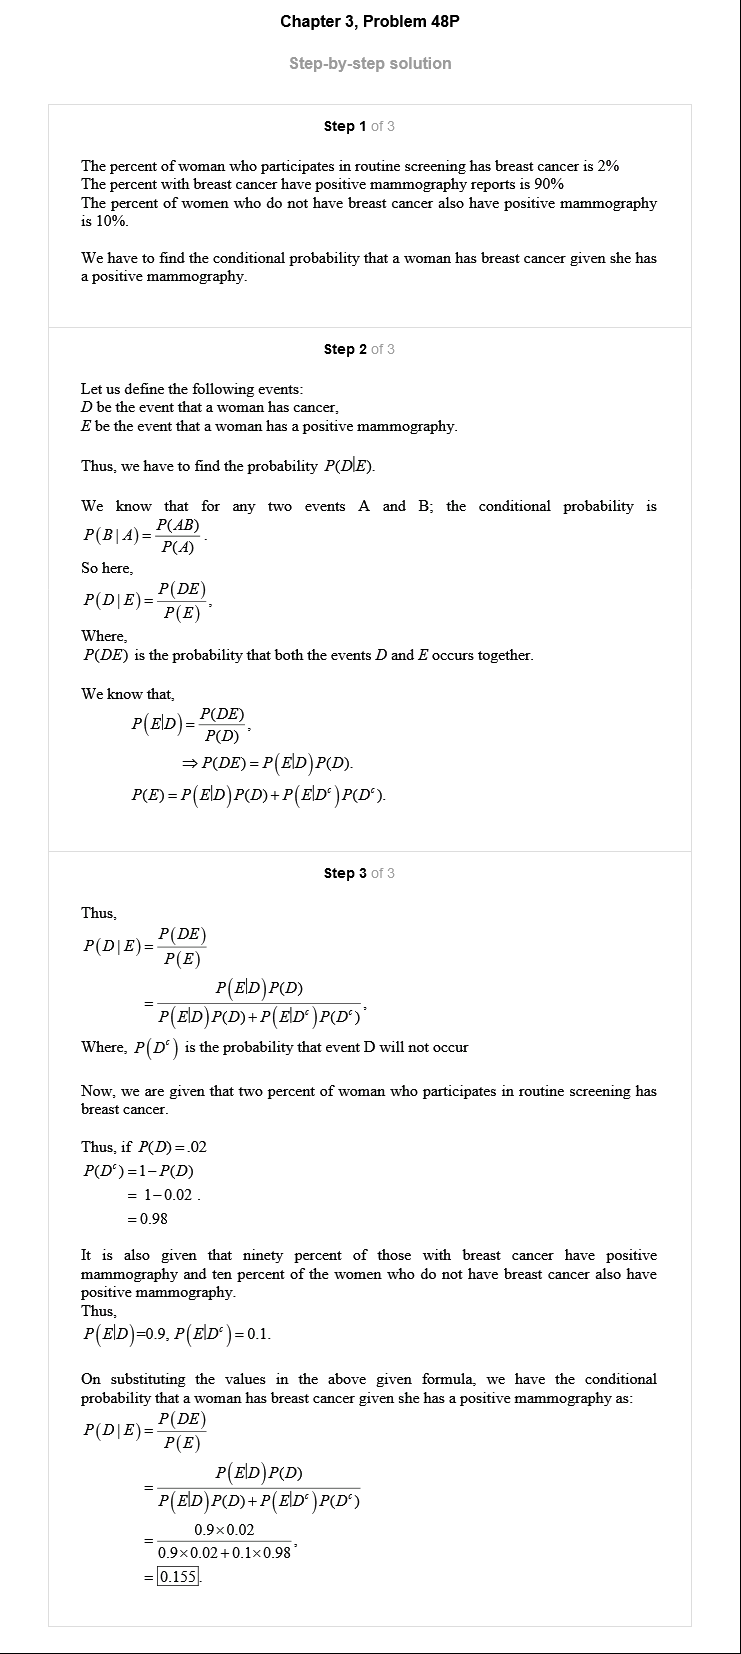 Chapter 3, Problem 48P
Step-by-step solution
Step 1 of 3
The percent of woman who participates in routine screening has breast cancer is 2%
The percent with breast cancer have positive mammography reports is 90%
The percent of women who do not have breast cancer also have positive mammography
is 10%.
We have to find the conditional probability that a woman has breast cancer given she has
a positive mammography.
Step 2 of 3
Let us define the following events:
D be the event that a woman has cancer,
E be the event that a woman has a positive mammography.
Thus, we have to find the probability P(D|E).
We know that for any two events A and B; the conditional probability is
P(B|A)=P(AB)/P(A).
So here,
P(D|E)=P(DE)/P(E),
Where,
P(DE) is the probability that both the events D and E occurs together.
We know that,
P(E|D)=P(DE)/P(D),
⇒P(DE)=P(E|D)P(D).
P(E)=P(E|D)P(D)+P(E|Dᶜ)P(Dᶜ).
Step 3 of 3
Thus,
P(D|E)=P(DE)/P(E)
=P(E|D)P(D)/(P(E|D)P(D)+P(E|Dᶜ)P(Dᶜ)),
Where, P(Dᶜ) is the probability that event D will not occur
Now, we are given that two percent of woman who participates in routine screening has
breast cancer.
Thus, if P(D)=.02
P(Dᶜ)=1−P(D)
= 1−0.02 .
=0.98
It is also given that ninety percent of those with breast cancer have positive
mammography and ten percent of the women who do not have breast cancer also have
positive mammography.
Thus,
P(E|D)=0.9, P(E|Dᶜ)=0.1.
On substituting the values in the above given formula, we have the conditional
probability that a woman has breast cancer given she has a positive mammography as:
P(D|E)=P(DE)/P(E)
=P(E|D)P(D)/(P(E|D)P(D)+P(E|Dᶜ)P(Dᶜ))
=0.9×0.02/(0.9×0.02+0.1×0.98),
=0.155.